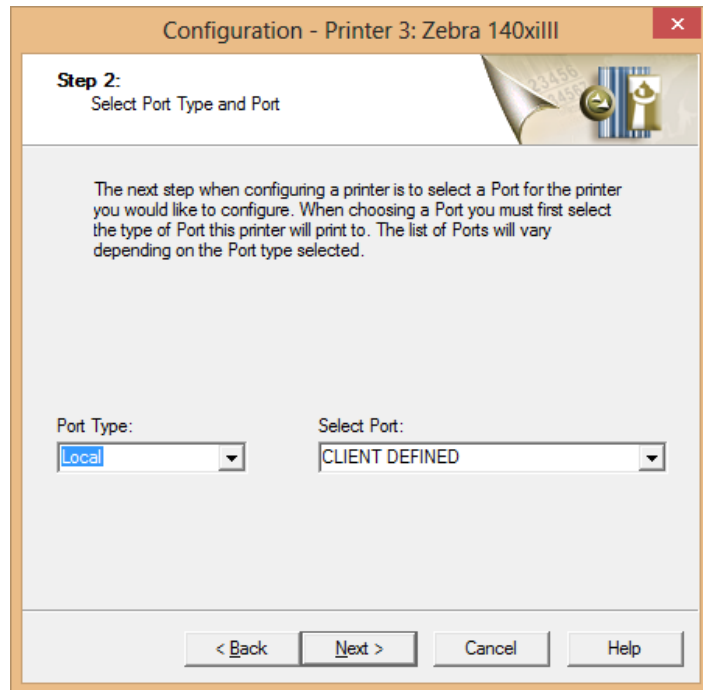 Configuration - Printer 3: Zebra 140xiIII
Step 2:
Select Port Type and Port
23456
34567
The next step when configuring a printer is to select a Port for the printer
you would like to configure. When choosing a Port you must first select
the type of Port this printer will print to. The list of Ports will vary
depending on the Port type selected.
Port Type:
Select Port:
Local
CLIENT DEFINED
< Back
Next >
Cancel
Help